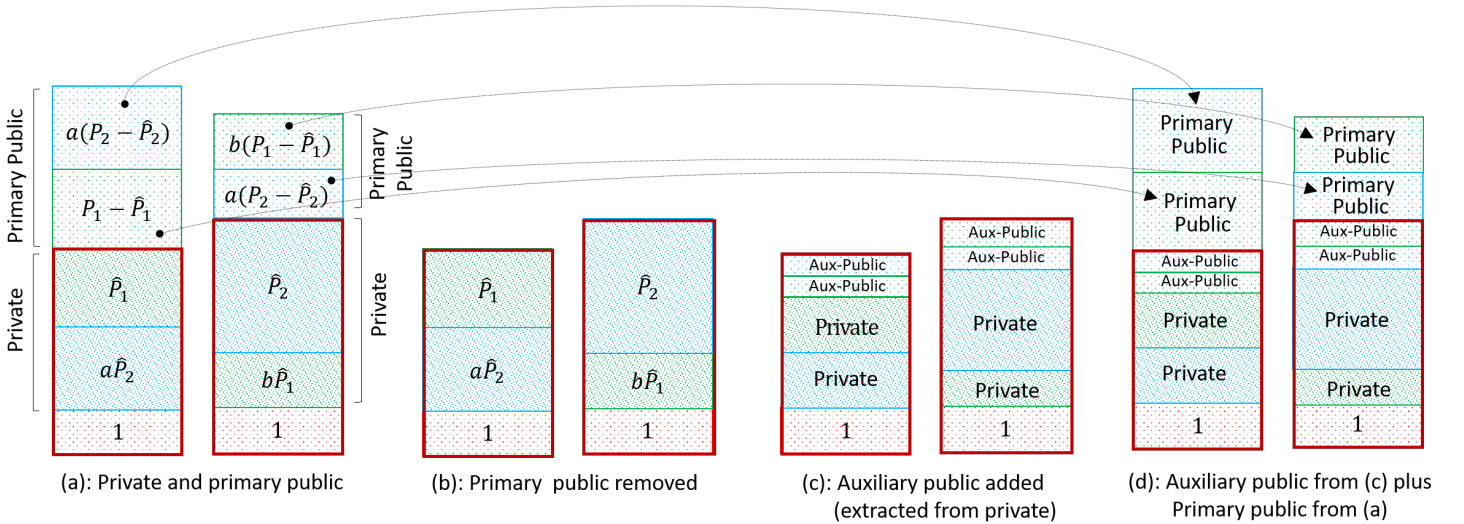 Primary Public
Private
a(P₂ − P̂₂)
P₁ − P̂₁
P̂₁
aP̂₂
1
b(P₁ − P̂₁)
a(P₂ − P̂₂)
P̂₂
bP̂₁
1
Primary
Public
Private
(a): Private and primary public
P̂₁
aP̂₂
1
P̂₂
bP̂₁
1
(b): Primary public removed
Aux-Public
Aux-Public
Private
Private
1
Aux-Public
Aux-Public
Private
Private
1
(c): Auxiliary public added
(extracted from private)
Primary
Public
Primary
Public
Aux-Public
Aux-Public
Private
Private
1
Primary
Public
Primary
Public
Aux-Public
Aux-Public
Private
Private
1
(d): Auxiliary public from (c) plus
Primary public from (a)